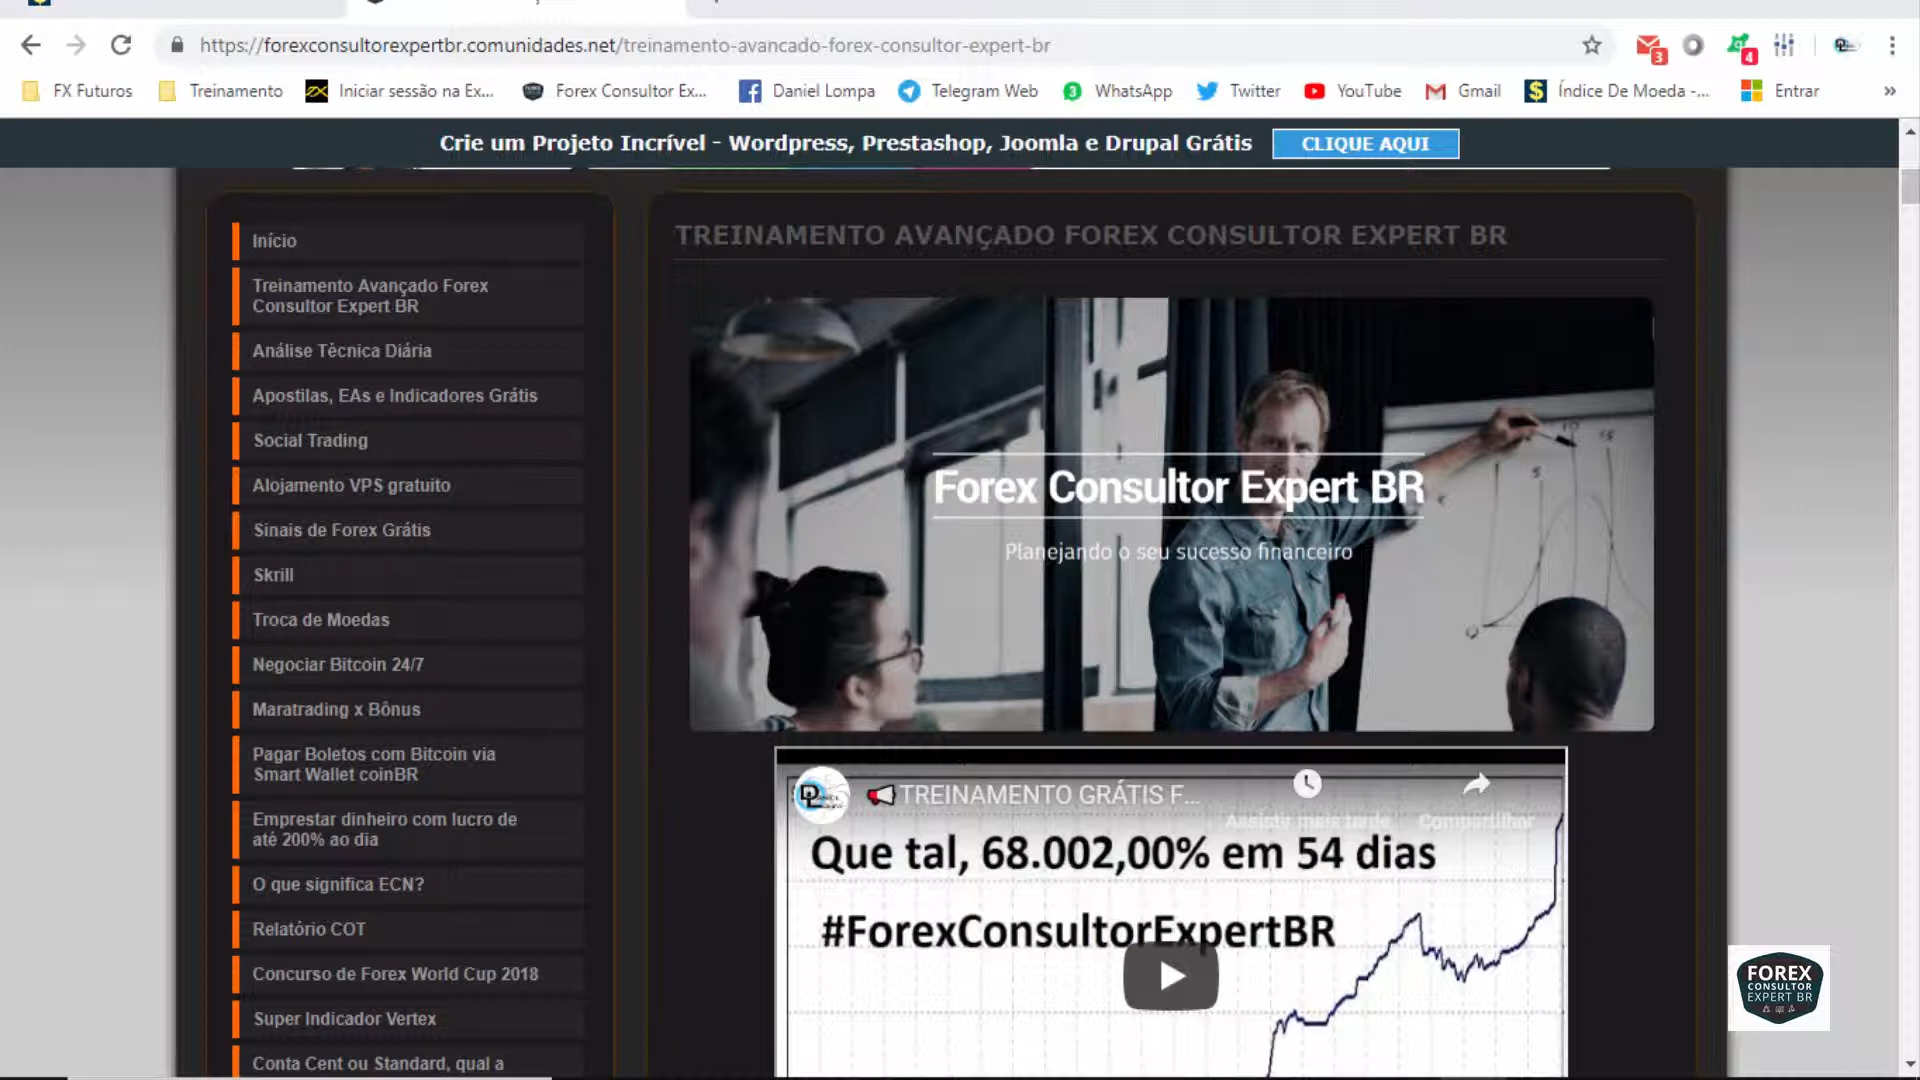 https://forexconsultorexpertbr.comunidades.net/treinamento-avancado-forex-consultor-expert-br
3
4
FX Futuros
Treinamento
Iniciar sessão na Ex...
Forex Consultor Ex...
Daniel Lompa
Telegram Web
3
WhatsApp
Twitter
YouTube
Gmail
Índice De Moeda -...
Entrar
»
Crie um Projeto Incrível - Wordpress, Prestashop, Joomla e Drupal Grátis
CLIQUE AQUI
Início
Treinamento Avançado Forex
Consultor Expert BR
Análise Técnica Diária
Apostilas, EAs e Indicadores Grátis
Social Trading
Alojamento VPS gratuito
Sinais de Forex Grátis
Skrill
Troca de Moedas
Negociar Bitcoin 24/7
Maratrading x Bônus
Pagar Boletos com Bitcoin via
Smart Wallet coinBR
Emprestar dinheiro com lucro de
até 200% ao dia
O que significa ECN?
Relatório COT
Concurso de Forex World Cup 2018
Super Indicador Vertex
Conta Cent ou Standard, qual a
TREINAMENTO AVANÇADO FOREX CONSULTOR EXPERT BR
Forex Consultor Expert BR
Planejando o seu sucesso financeiro
TREINAMENTO GRÁTIS F...
Assistir mais tarde
Compartilhar
Que tal, 68.002,00% em 54 dias
#ForexConsultorExpertBR
FOREX
CONSULTOR
EXPERT BR